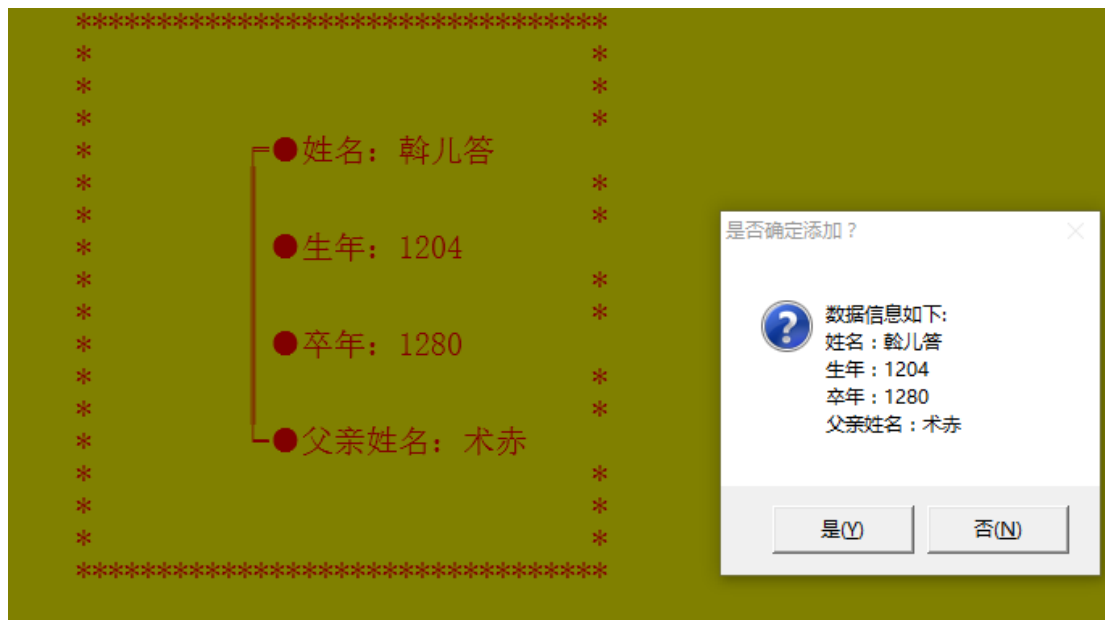 *********************************
* *
* *
* *
* ●姓名：斡儿答
* *
* *
* ●生年：1204
* *
* *
* ●卒年：1280
* *
* *
* ●父亲姓名：术赤
* *
* *
* *
*********************************
是否确定添加？
数据信息如下:
姓名：斡儿答
生年：1204
卒年：1280
父亲姓名：术赤
是(Y)
否(N)